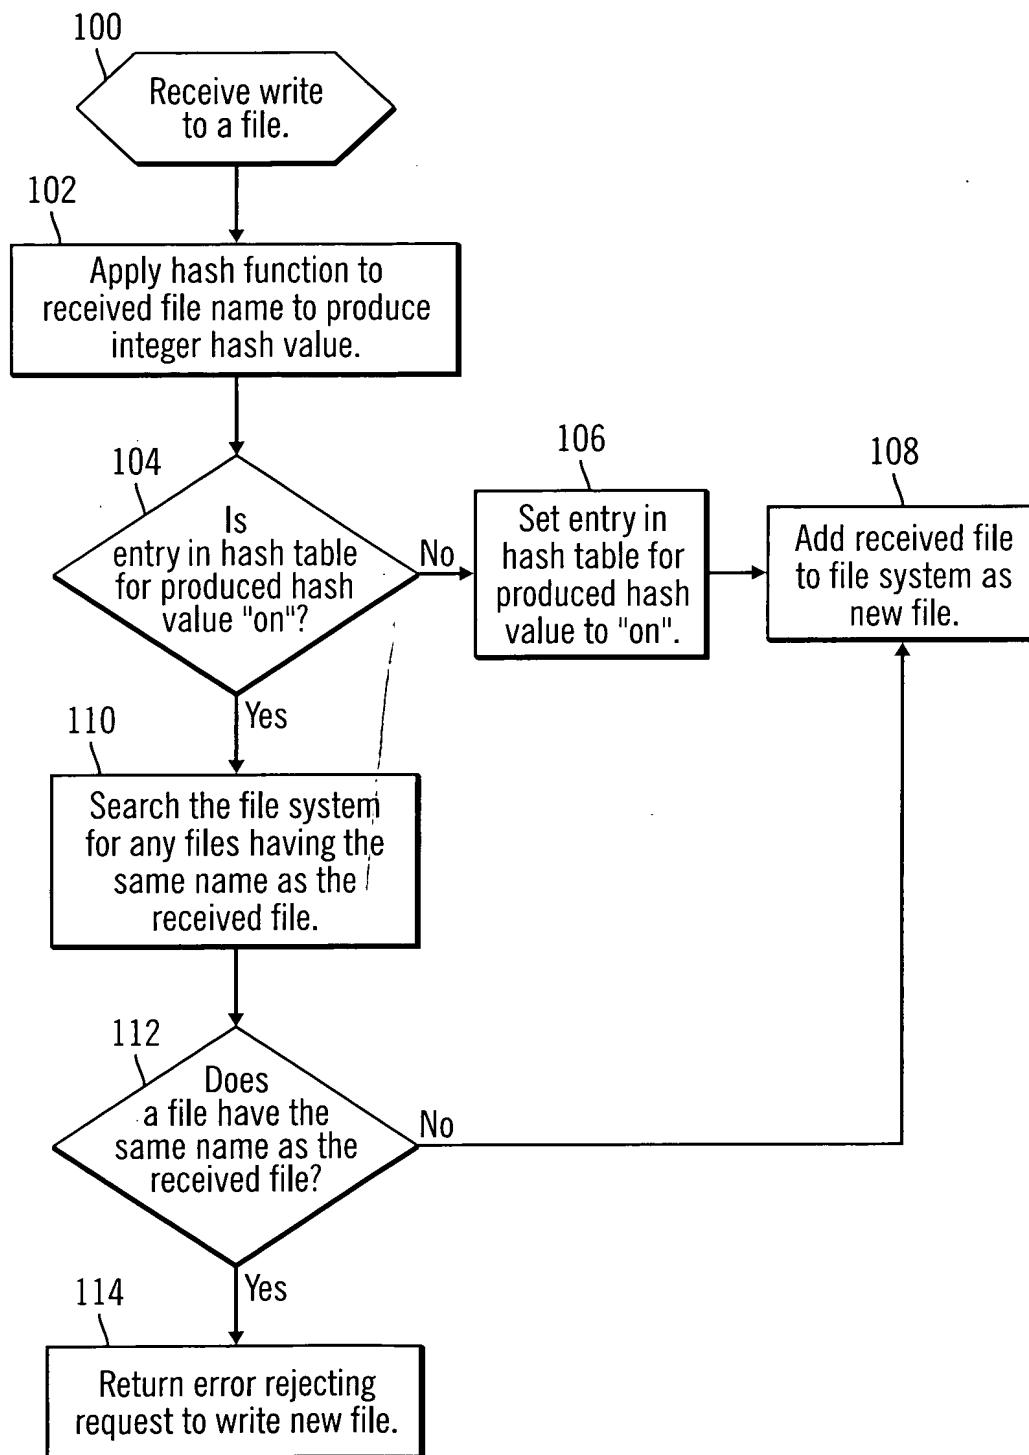 100
Receive write
to a file.
102
Apply hash function to
received file name to produce
integer hash value.
104
Is
entry in hash table
for produced hash
value "on"?
No
106
Set entry in
hash table for
produced hash
value to "on".
108
Add received file
to file system as
new file.
Yes
110
Search the file system
for any files having the
same name as the
received file.
112
Does
a file have the
same name as the
received file?
No
Yes
114
Return error rejecting
request to write new file.